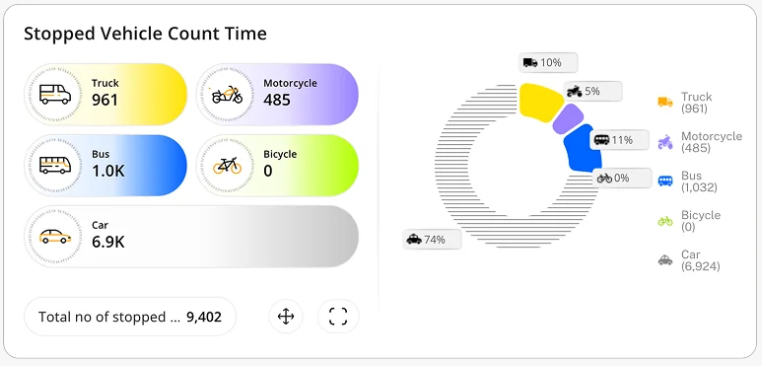 Stopped Vehicle Count Time
Truck
961
Motorcycle
485
Bus
1.0K
Bicycle
0
Car
6.9K
Total no of stopped ... 9,402
10%
5%
11%
0%
74%
Truck
(961)
Motorcycle
(485)
Bus
(1,032)
Bicycle
(0)
Car
(6,924)